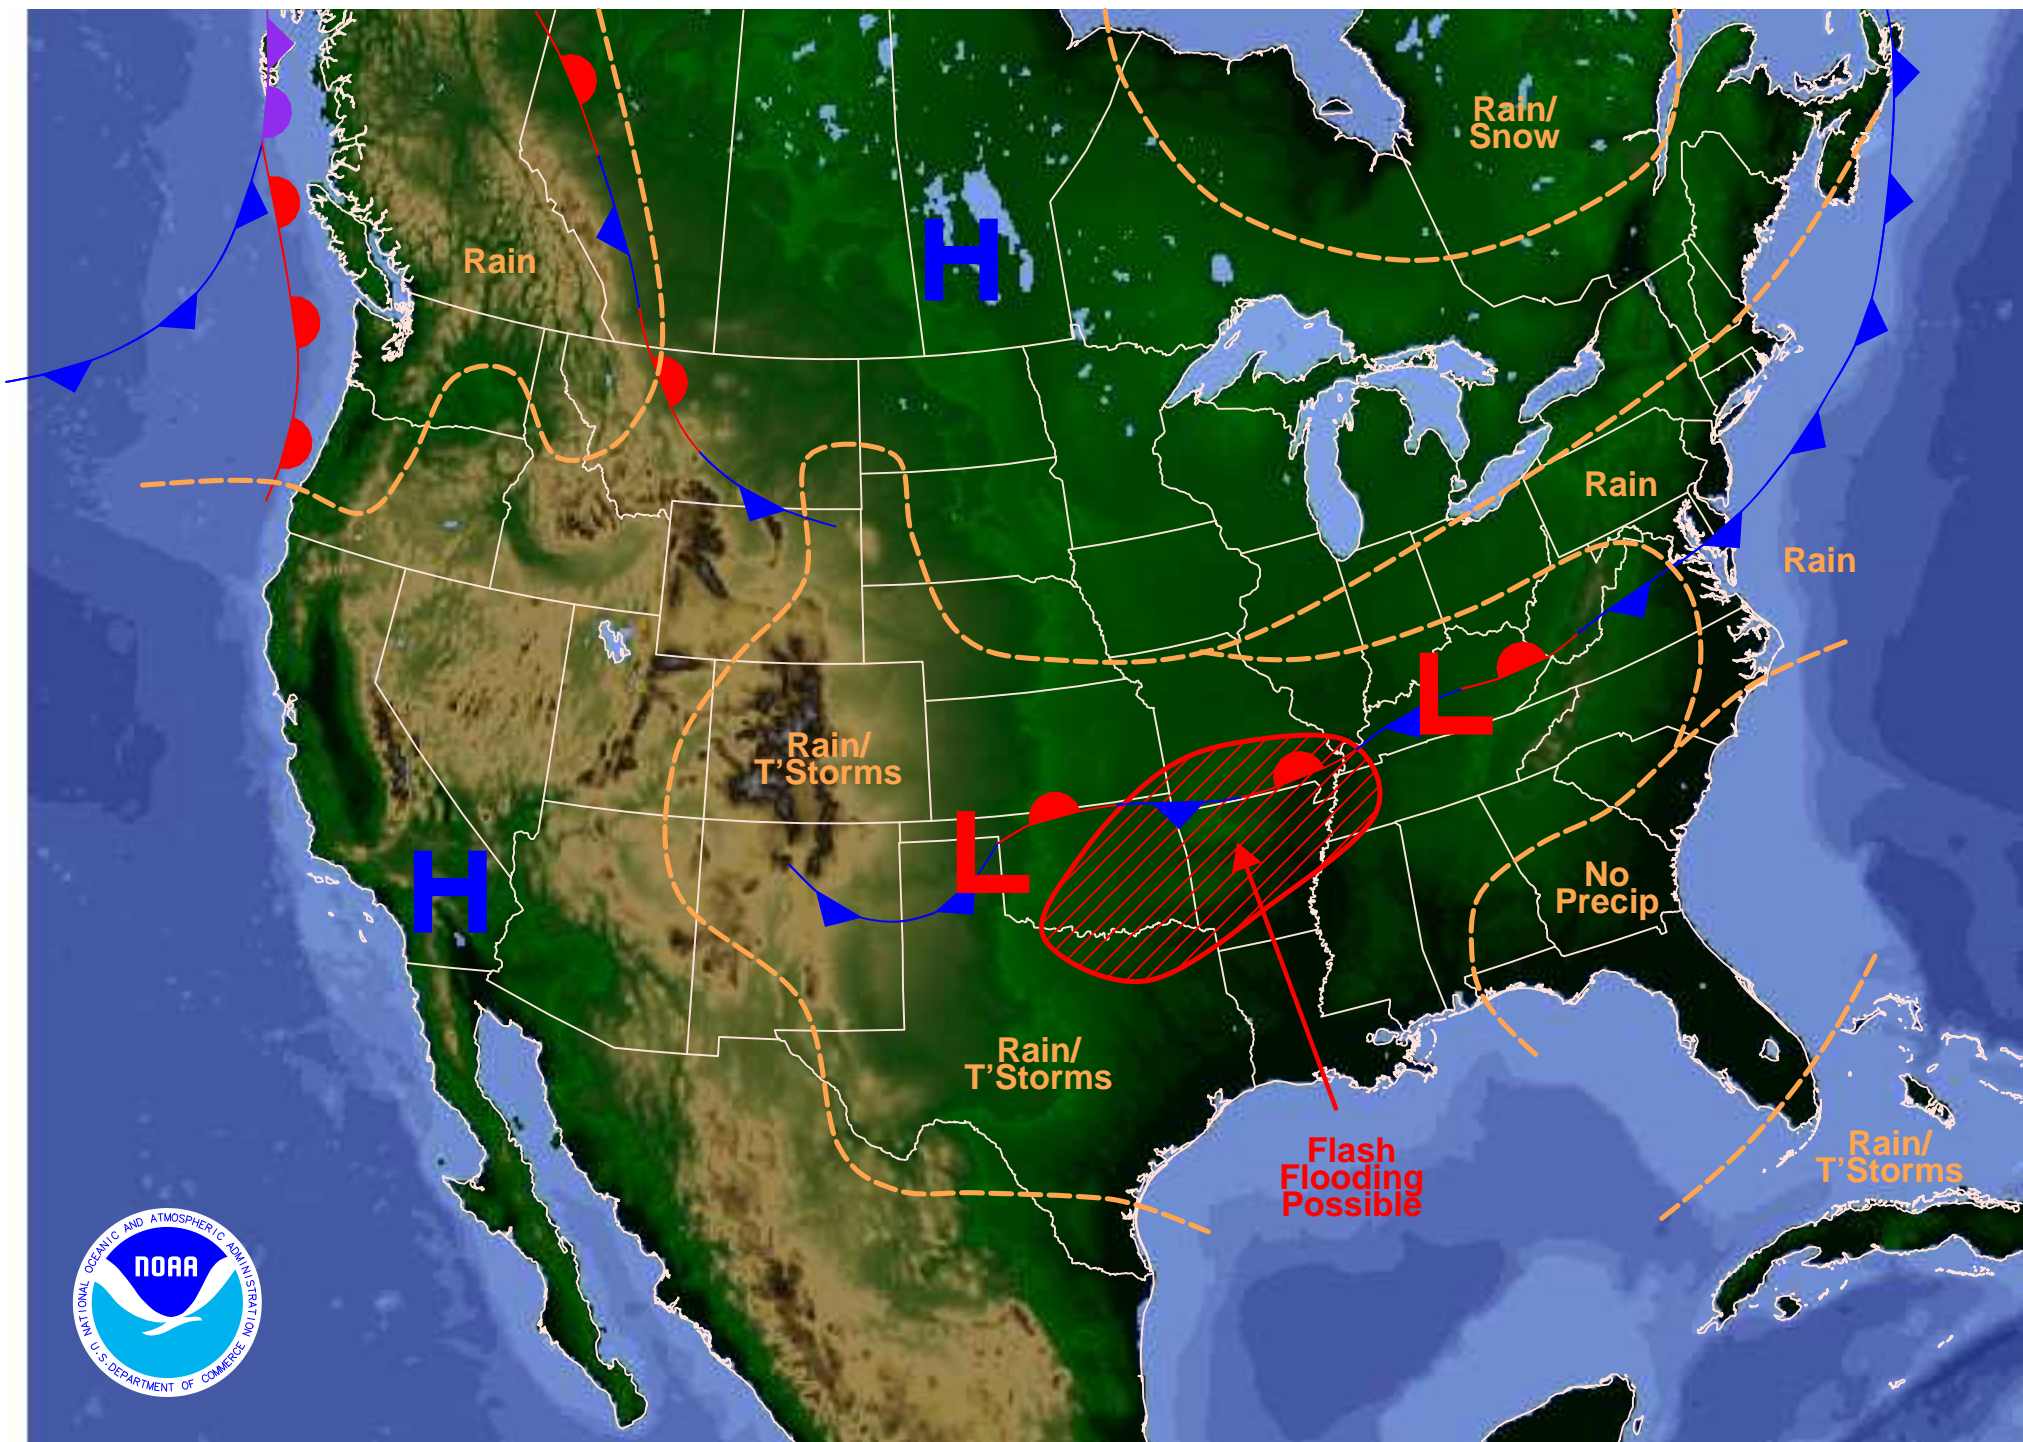 Rain/
Snow
Rain
H
Rain
Rain
L
Rain/
T'Storms
L
H
No
Precip
Rain/
T'Storms
Flash
Flooding
Possible
Rain/
T'Storms
NATIONAL OCEANIC AND ATMOSPHERIC ADMINISTRATION
NOAA
U.S. DEPARTMENT OF COMMERCE